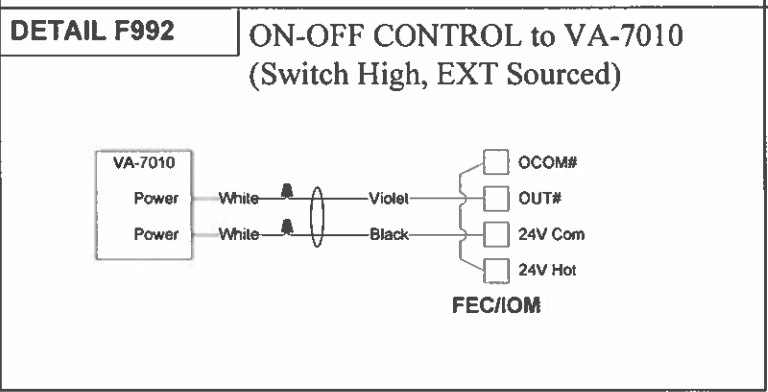 DETAIL F992
ON-OFF CONTROL to VA-7010
(Switch High, EXT Sourced)
VA-7010
OCOM#
Power White Violet OUT#
Power White Black 24V Com
24V Hot
FEC/IOM